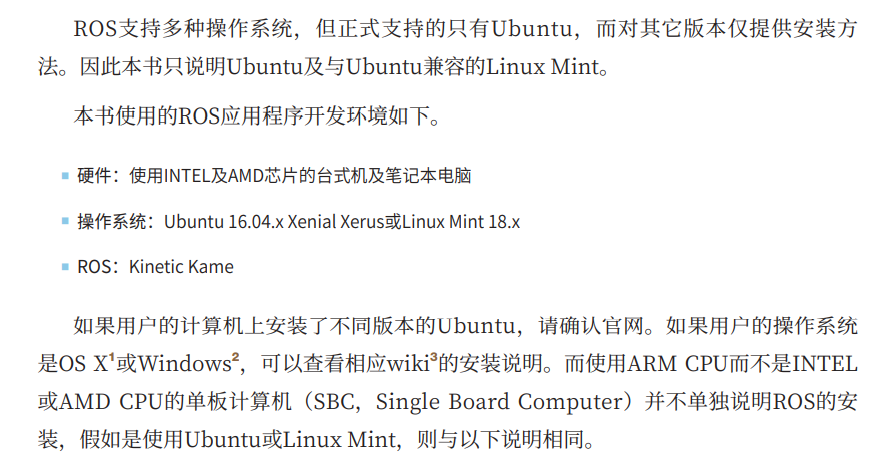 ROS支持多种操作系统，但正式支持的只有Ubuntu，而对其它版本仅提供安装方
法。因此本书只说明Ubuntu及与Ubuntu兼容的Linux Mint。
本书使用的ROS应用程序开发环境如下。
■ 硬件：使用INTEL及AMD芯片的台式机及笔记本电脑
■ 操作系统：Ubuntu 16.04.x Xenial Xerus或Linux Mint 18.x
■ ROS：Kinetic Kame
如果用户的计算机上安装了不同版本的Ubuntu，请确认官网。如果用户的操作系统
是OS X¹或Windows²，可以查看相应wiki³的安装说明。而使用ARM CPU而不是INTEL
或AMD CPU的单板计算机（SBC，Single Board Computer）并不单独说明ROS的安
装，假如是使用Ubuntu或Linux Mint，则与以下说明相同。